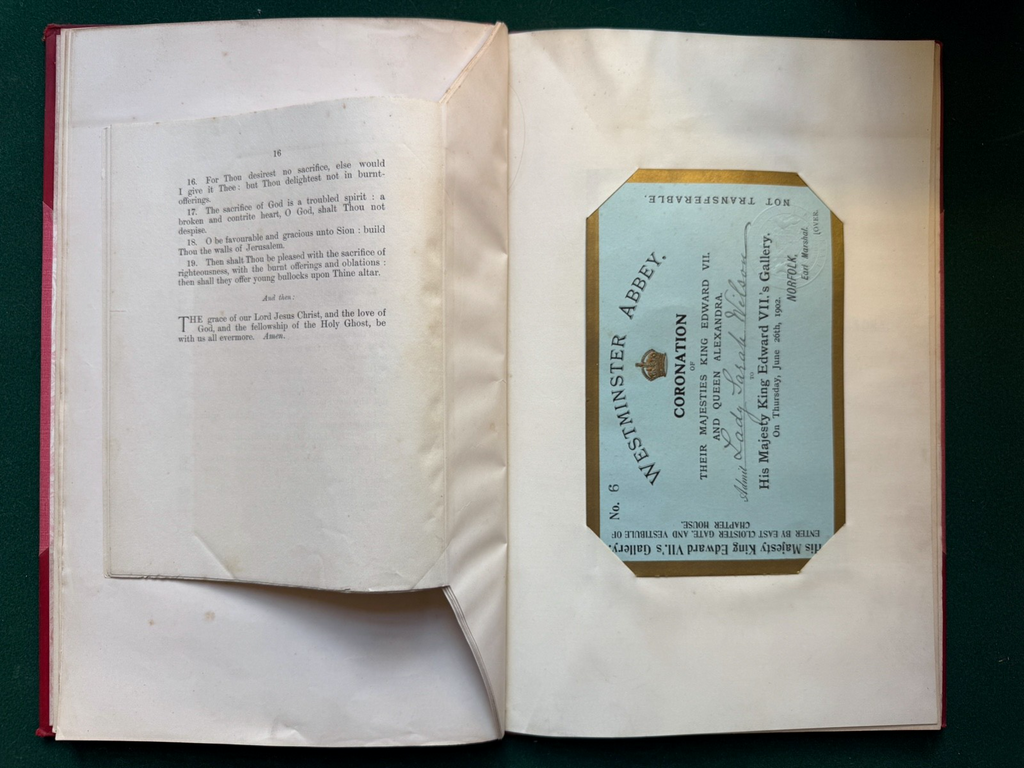 16
16. For Thou desirest no sacrifice, else would
I give it Thee : but Thou delightest not in burnt-
offerings.
17. The sacrifice of God is a troubled spirit : a
broken and contrite heart, O God, shalt Thou not
despise.
18. O be favourable and gracious unto Sion : build
Thou the walls of Jerusalem.
19. Then shalt Thou be pleased with the sacrifice of
righteousness, with the burnt offerings and oblations :
then shall they offer young bullocks upon Thine altar.
And then :
THE grace of our Lord Jesus Christ, and the love of
God, and the fellowship of the Holy Ghost, be
with us all evermore. Amen.
No. 6
WESTMINSTER ABBEY.
CORONATION
OF
THEIR MAJESTIES KING EDWARD VII.
AND QUEEN ALEXANDRA.
Admit Lady Sarah Wilson
TO
His Majesty King Edward VII.'s Gallery.
On Thursday, June 26th, 1902.
NORFOLK,
Earl Marshal.
[OVER.
NOT TRANSFERABLE.
His Majesty King Edward VII.'s Gallery.
ENTER BY EAST CLOISTER GATE, AND VESTIBULE OF
CHAPTER HOUSE.